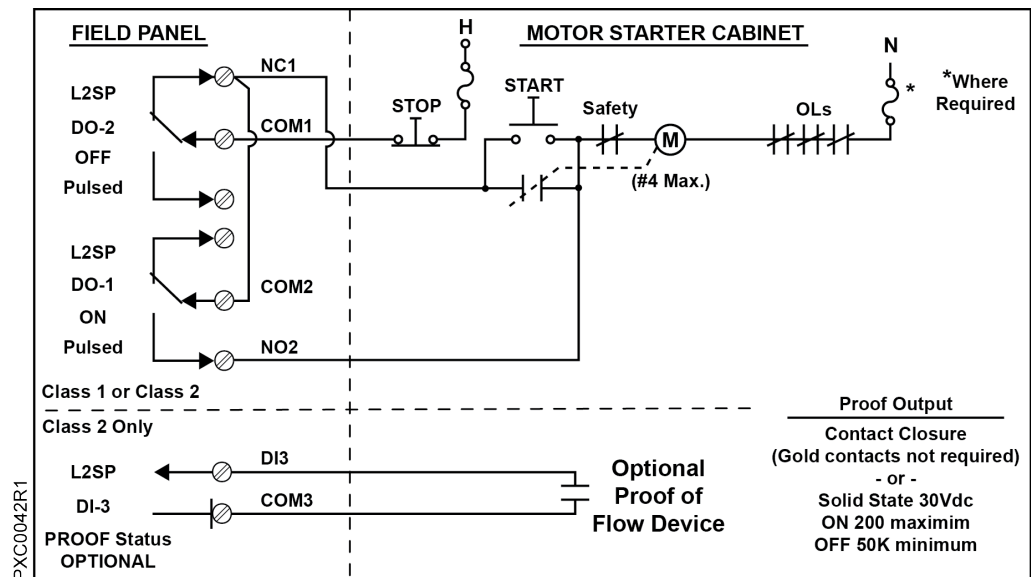 FIELD PANEL
MOTOR STARTER CABINET
H
N
NC1
L2SP
DO-2
OFF
Pulsed
COM1
STOP
START
Safety
M
(#4 Max.)
OLs
*
*Where
Required
L2SP
DO-1
ON
Pulsed
COM2
NO2
Class 1 or Class 2
Class 2 Only
L2SP
DI-3
PROOF Status
OPTIONAL
DI3
COM3
Optional
Proof of
Flow Device
Proof Output
Contact Closure
(Gold contacts not required)
- or -
Solid State 30Vdc
ON 200 maximim
OFF 50K minimum
PXC0042R1